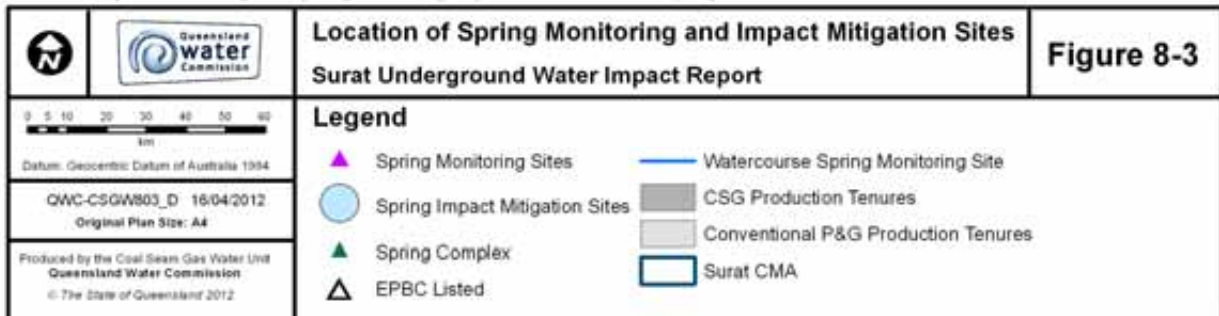 N
Queensland
water
Commission
Location of Spring Monitoring and Impact Mitigation Sites
Surat Underground Water Impact Report
Figure 8-3
0 5 10 20 30 40 50 60
km
Datum: Geocentric Datum of Australia 1994
QWC-CSGW803_D 16/04/2012
Original Plan Size: A4
Produced by the Coal Seam Gas Water Unit
Queensland Water Commission
© The State of Queensland 2012
Legend
Spring Monitoring Sites
Spring Impact Mitigation Sites
Spring Complex
EPBC Listed
Watercourse Spring Monitoring Site
CSG Production Tenures
Conventional P&G Production Tenures
Surat CMA